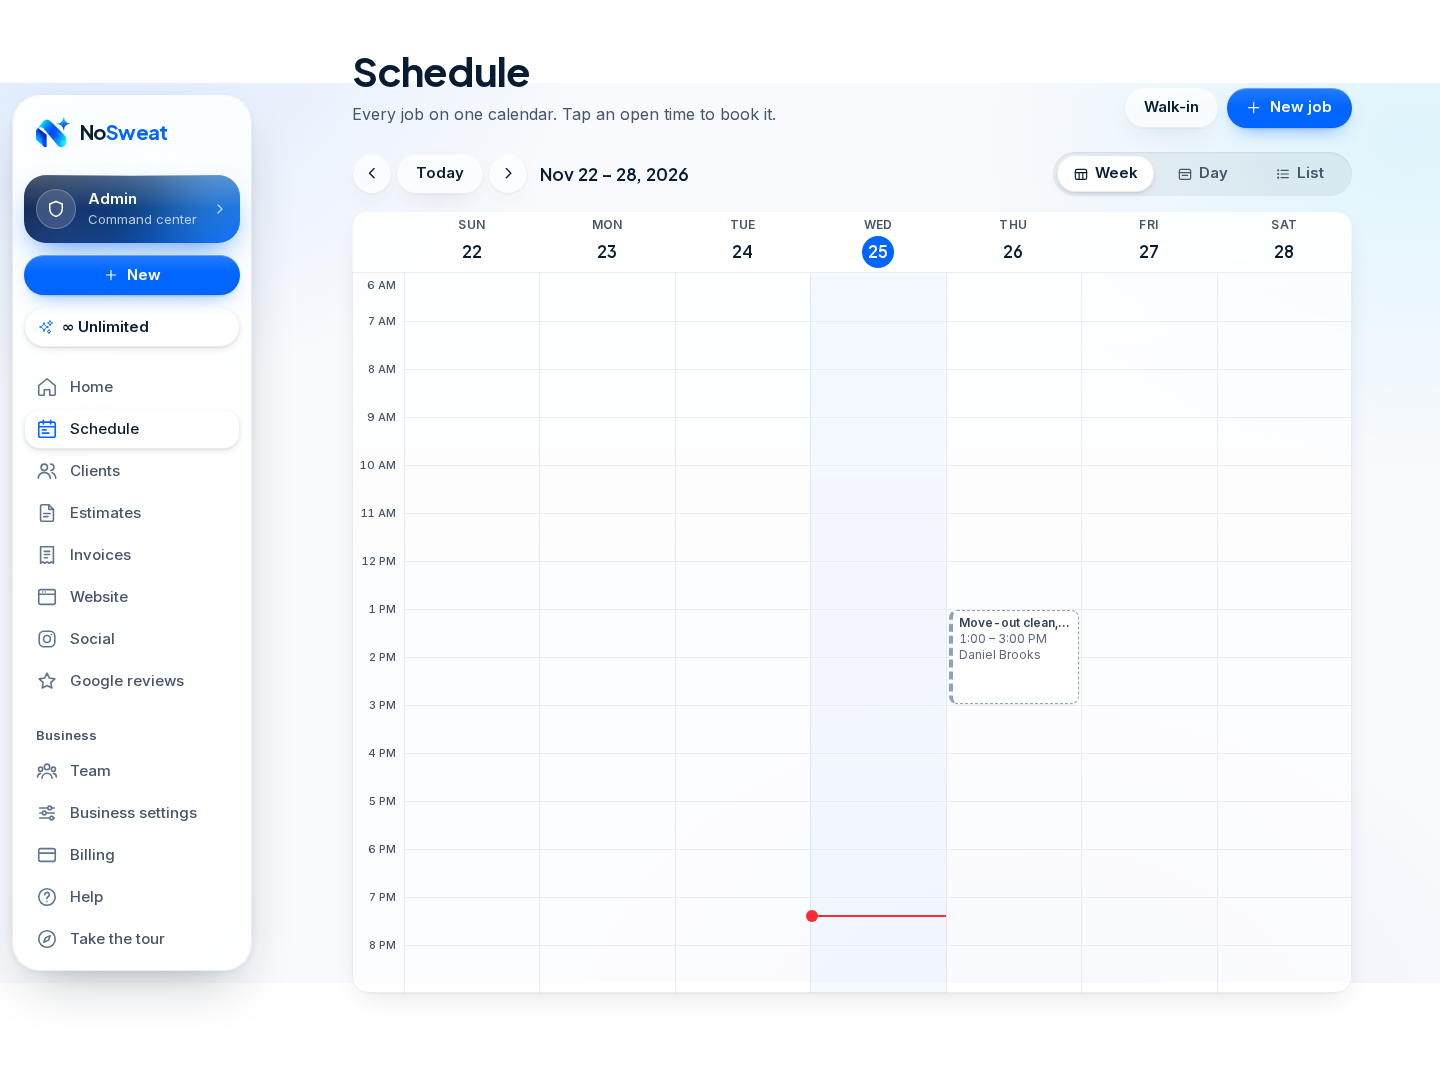 Schedule
Every job on one calendar. Tap an open time to book it.
Walk-in
New job
NoSweat
Admin
Command center
New
∞ Unlimited
Home
Schedule
Clients
Estimates
Invoices
Website
Social
Google reviews
Business
Team
Business settings
Billing
Help
Take the tour
Today
Nov 22 – 28, 2026
Week
Day
List
SUN
MON
TUE
WED
THU
FRI
SAT
22
23
24
25
26
27
28
6 AM
7 AM
8 AM
9 AM
10 AM
11 AM
12 PM
1 PM
Move-out clean,...
1:00 – 3:00 PM
Daniel Brooks
2 PM
3 PM
4 PM
5 PM
6 PM
7 PM
8 PM